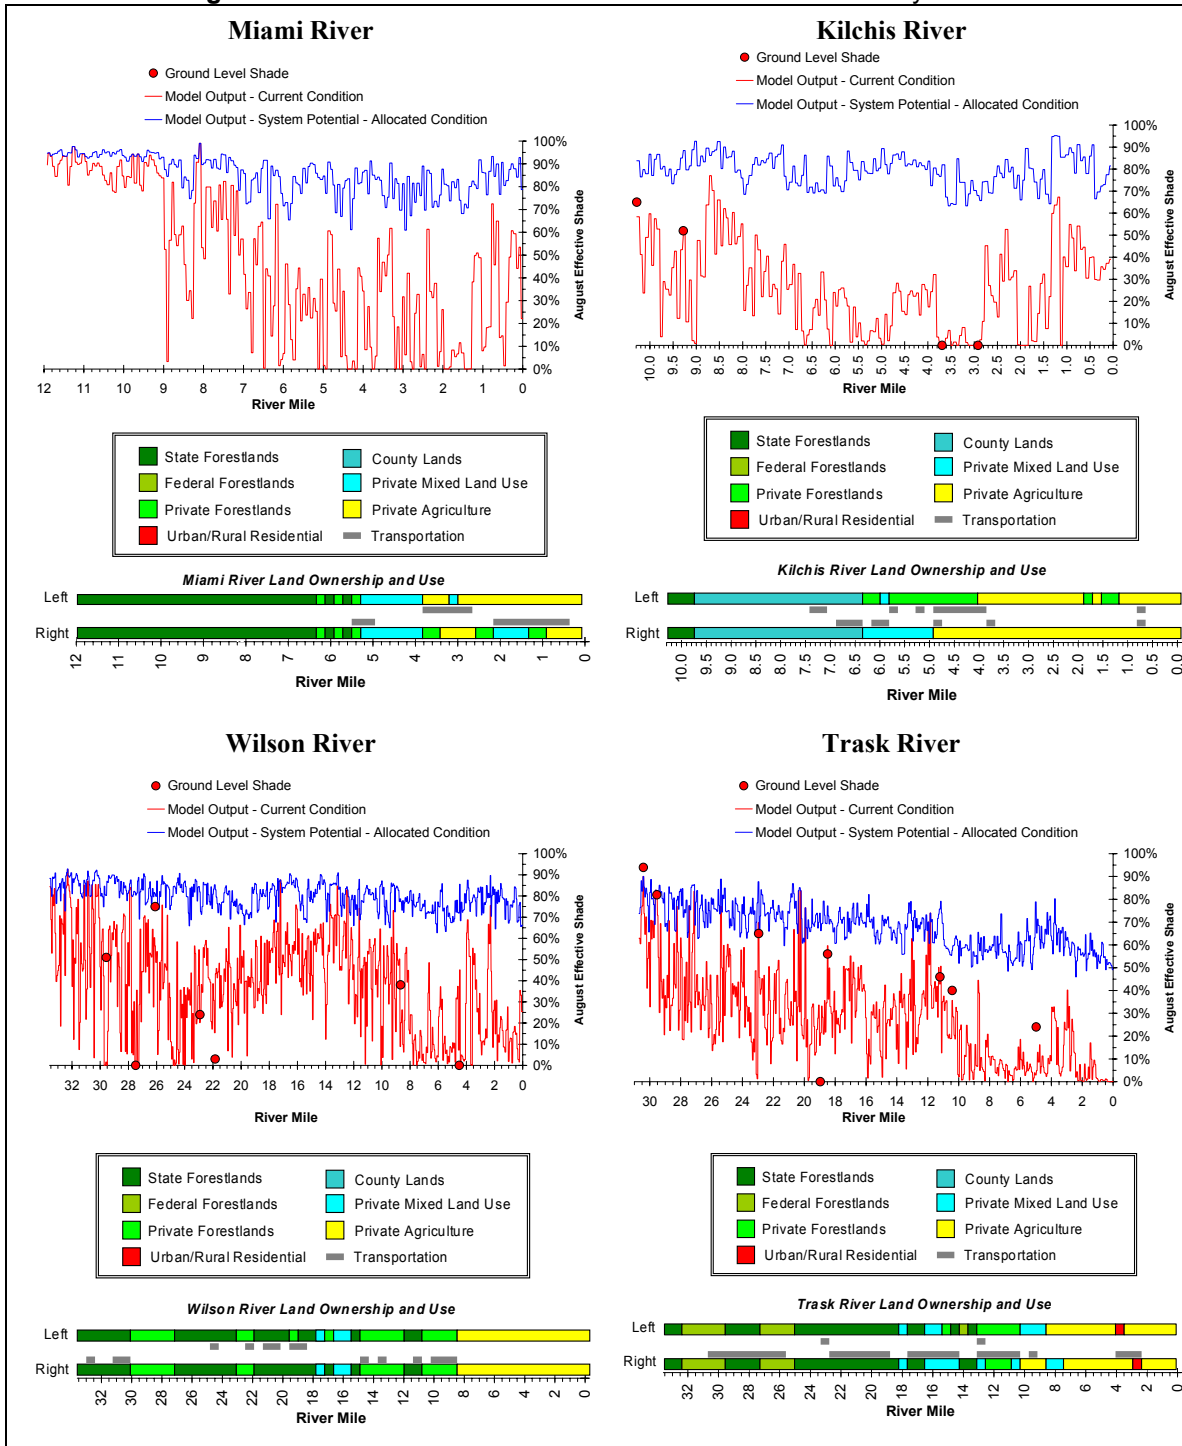 Miami River
Ground Level Shade
Model Output - Current Condition
Model Output - System Potential - Allocated Condition
100%
90%
80%
70%
60%
50%
40%
30%
20%
10%
0%
August Effective Shade
12 11 10 9 8 7 6 5 4 3 2 1 0
River Mile
State Forestlands
County Lands
Federal Forestlands
Private Mixed Land Use
Private Forestlands
Private Agriculture
Urban/Rural Residential
Transportation
Miami River Land Ownership and Use
Left
Right
12 11 10 9 8 7 6 5 4 3 2 1 0
River Mile
Kilchis River
Ground Level Shade
Model Output - Current Condition
Model Output - System Potential - Allocated Condition
100%
90%
80%
70%
60%
50%
40%
30%
20%
10%
0%
August Effective Shade
10.0 9.5 9.0 8.5 8.0 7.5 7.0 6.5 6.0 5.5 5.0 4.5 4.0 3.5 3.0 2.5 2.0 1.5 1.0 0.5 0.0
River Mile
State Forestlands
County Lands
Federal Forestlands
Private Mixed Land Use
Private Forestlands
Private Agriculture
Urban/Rural Residential
Transportation
Kilchis River Land Ownership and Use
Left
Right
10.0 9.5 9.0 8.5 8.0 7.5 7.0 6.5 6.0 5.5 5.0 4.5 4.0 3.5 3.0 2.5 2.0 1.5 1.0 0.5 0.0
River Mile
Wilson River
Ground Level Shade
Model Output - Current Condition
Model Output - System Potential - Allocated Condition
100%
90%
80%
70%
60%
50%
40%
30%
20%
10%
0%
August Effective Shade
32 30 28 26 24 22 20 18 16 14 12 10 8 6 4 2 0
River Mile
State Forestlands
County Lands
Federal Forestlands
Private Mixed Land Use
Private Forestlands
Private Agriculture
Urban/Rural Residential
Transportation
Wilson River Land Ownership and Use
Left
Right
32 30 28 26 24 22 20 18 16 14 12 10 8 6 4 2 0
River Mile
Trask River
Ground Level Shade
Model Output - Current Condition
Model Output - System Potential - Allocated Condition
100%
90%
80%
70%
60%
50%
40%
30%
20%
10%
0%
August Effective Shade
30 28 26 24 22 20 18 16 14 12 10 8 6 4 2 0
River Mile
State Forestlands
County Lands
Federal Forestlands
Private Mixed Land Use
Private Forestlands
Private Agriculture
Urban/Rural Residential
Transportation
Trask River Land Ownership and Use
Left
Right
32 30 28 26 24 22 20 18 16 14 12 10 8 6 4 2 0
River Mile